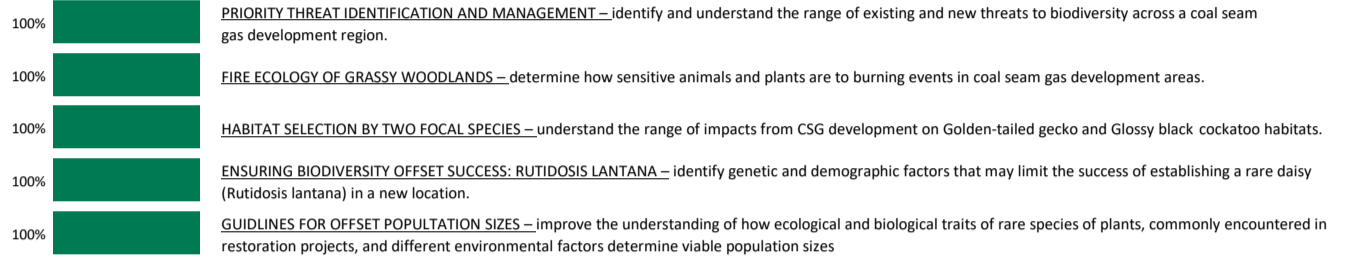 100% PRIORITY THREAT IDENTIFICATION AND MANAGEMENT – identify and understand the range of existing and new threats to biodiversity across a coal seam
gas development region.
100% FIRE ECOLOGY OF GRASSY WOODLANDS – determine how sensitive animals and plants are to burning events in coal seam gas development areas.
100% HABITAT SELECTION BY TWO FOCAL SPECIES – understand the range of impacts from CSG development on Golden-tailed gecko and Glossy black cockatoo habitats.
100% ENSURING BIODIVERSITY OFFSET SUCCESS: RUTIDOSIS LANTANA – identify genetic and demographic factors that may limit the success of establishing a rare daisy
(Rutidosis lantana) in a new location.
100% GUIDLINES FOR OFFSET POPULTATION SIZES – improve the understanding of how ecological and biological traits of rare species of plants, commonly encountered in
restoration projects, and different environmental factors determine viable population sizes